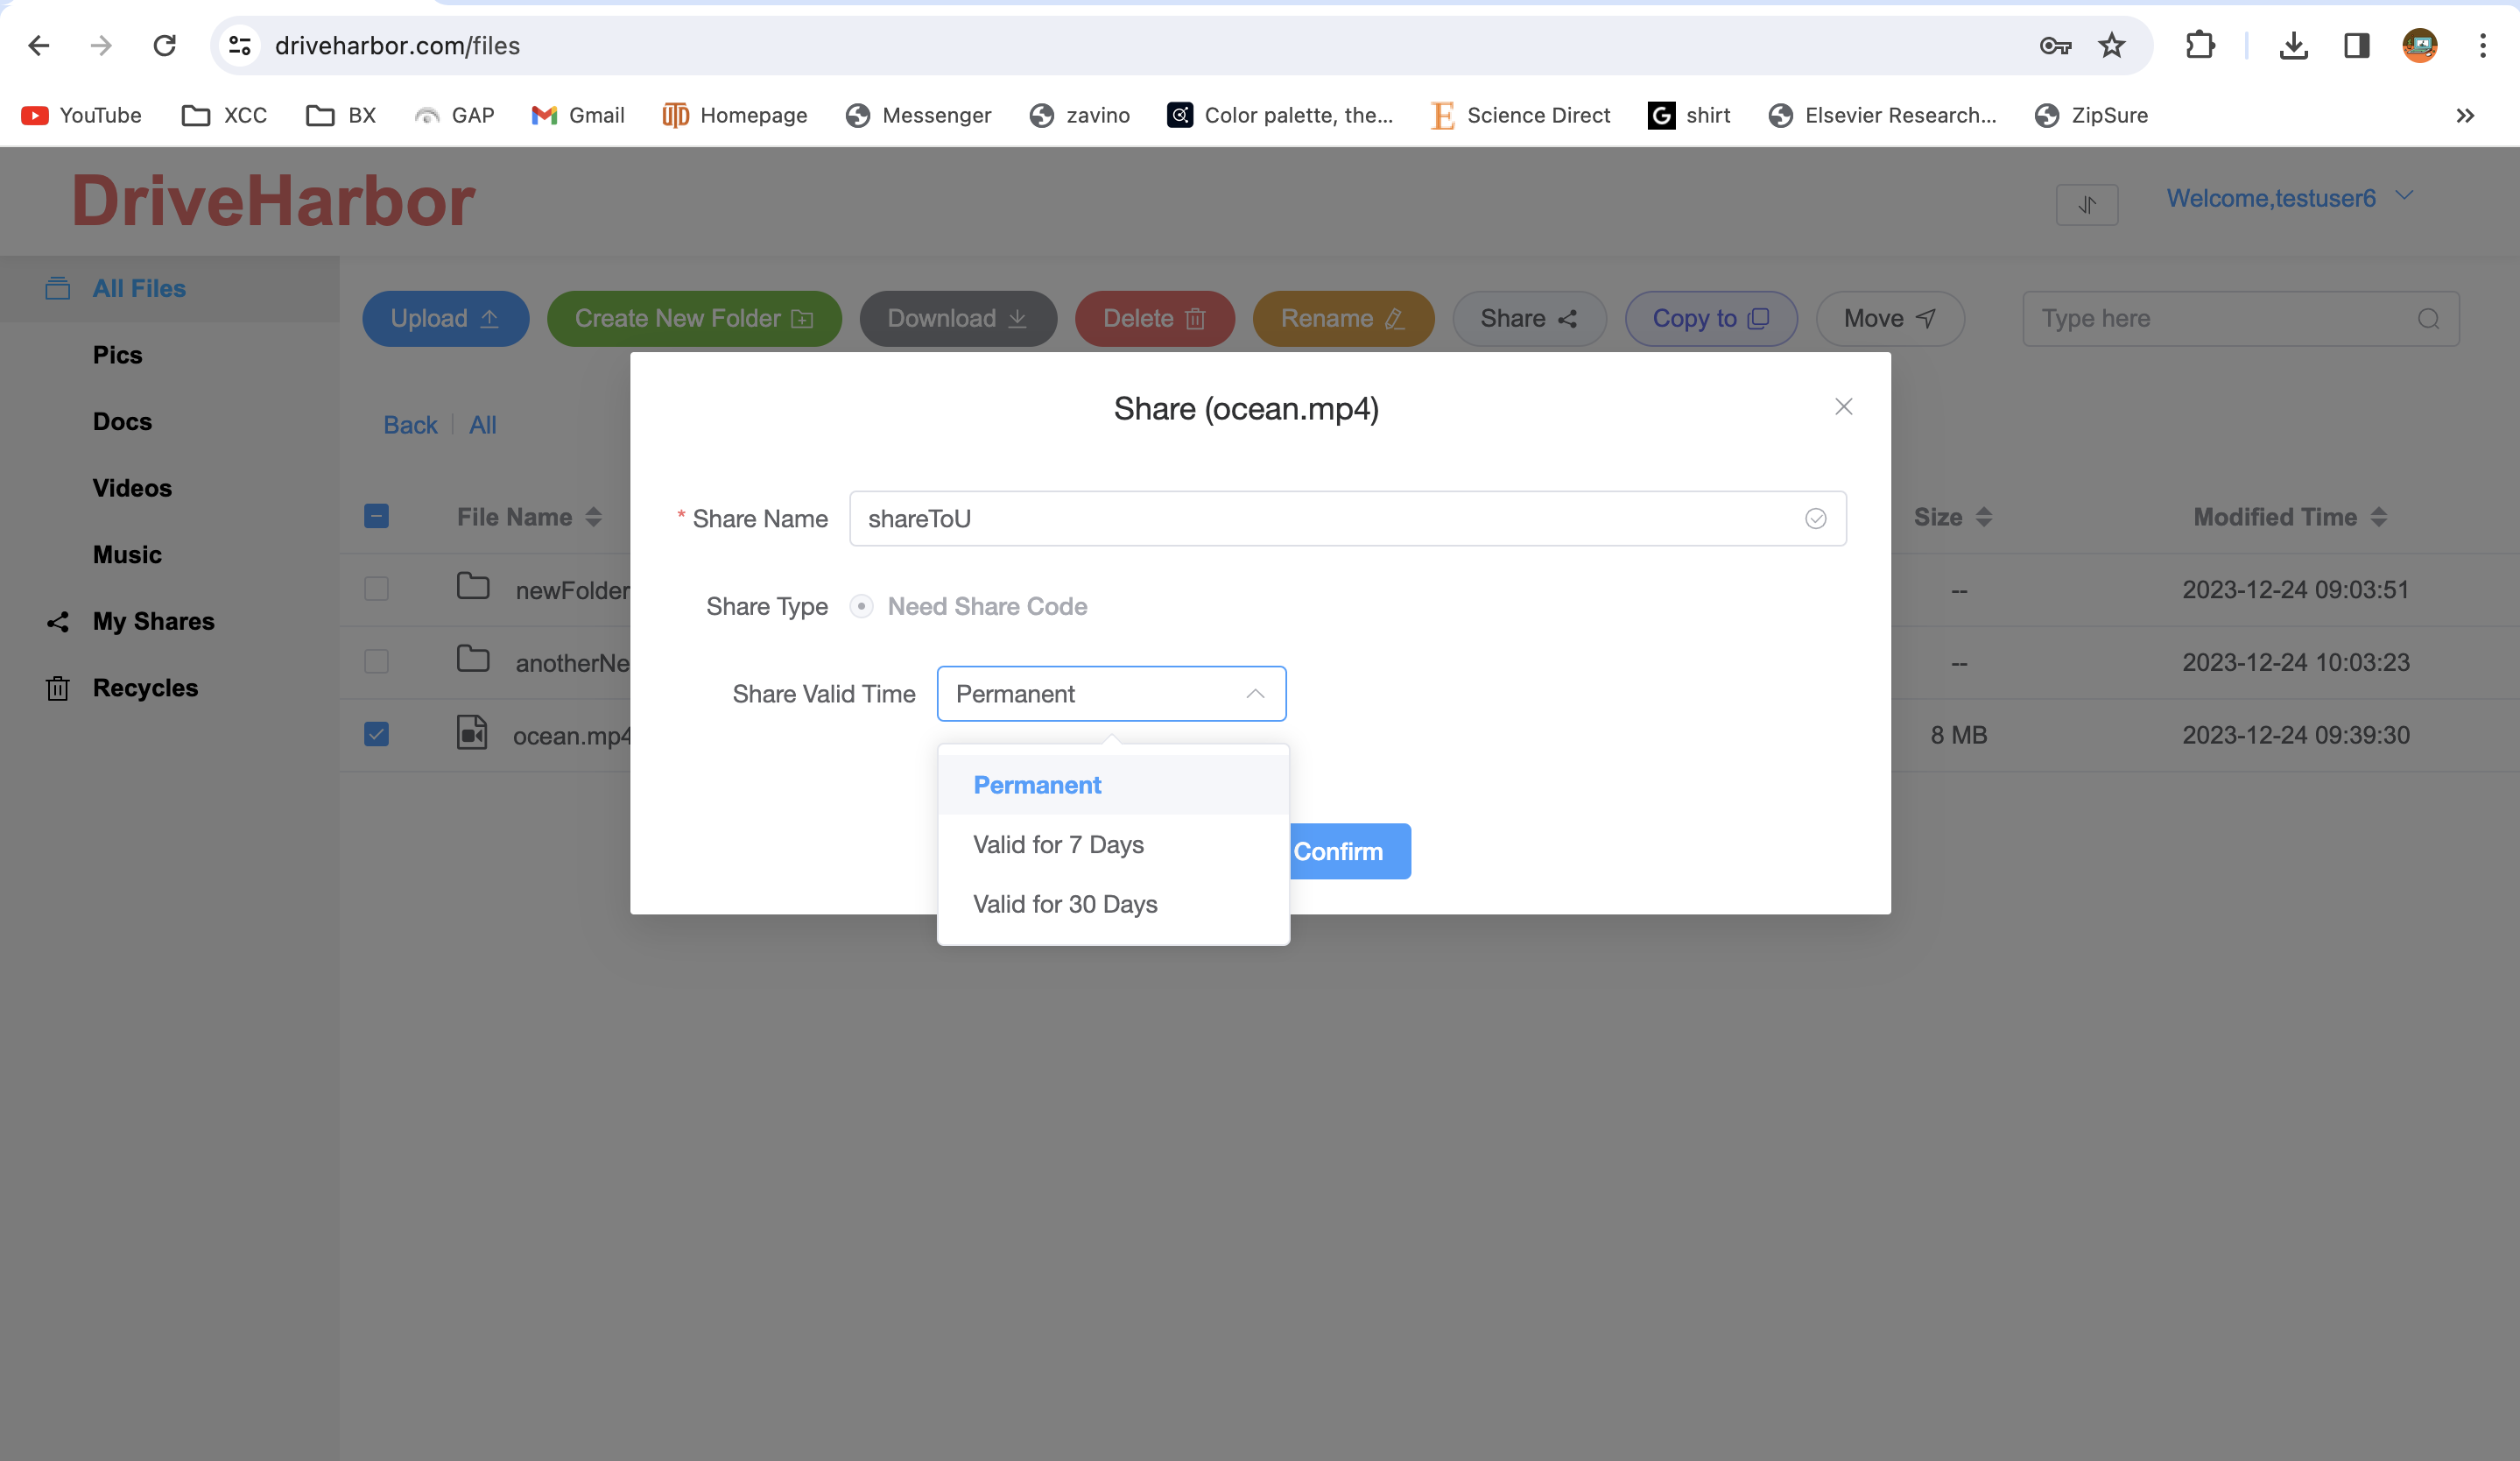 driveharbor.com/files
YouTube XCC BX GAP Gmail Homepage Messenger zavino Color palette, the... Science Direct shirt Elsevier Research... ZipSure
DriveHarbor
Welcome,testuser6
All Files
Pics
Docs
Videos
Music
My Shares
Recycles
Upload Create New Folder Download Delete Rename Share Copy to Move Type here
Back All
File Name Size Modified Time
newFolder -- 2023-12-24 09:03:51
anotherNe -- 2023-12-24 10:03:23
ocean.mp4 8 MB 2023-12-24 09:39:30
Share (ocean.mp4)
* Share Name shareToU
Share Type Need Share Code
Share Valid Time Permanent
Permanent
Valid for 7 Days
Valid for 30 Days
Confirm